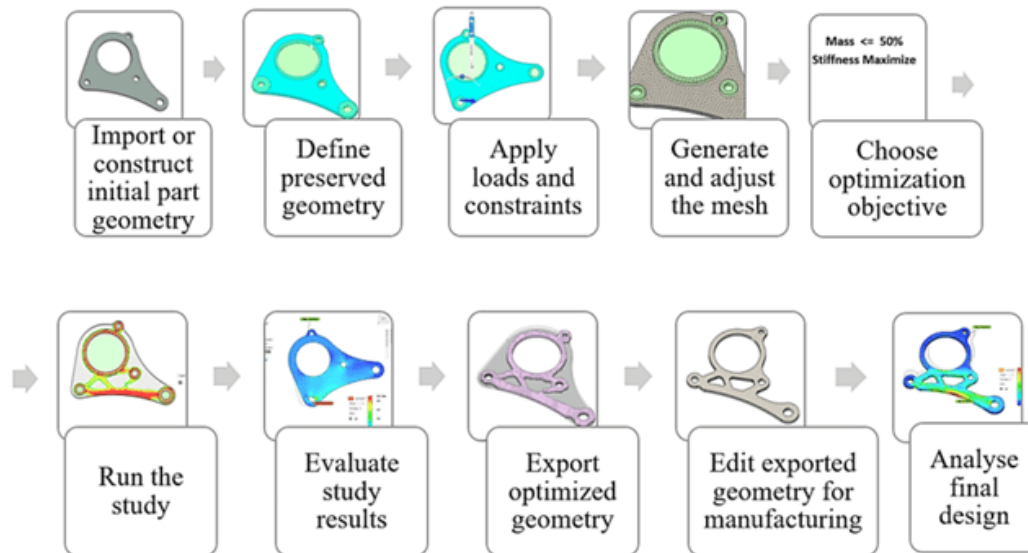 Import or
construct
initial part
geometry
Define
preserved
geometry
Apply
loads and
constraints
Generate
and adjust
the mesh
Mass <= 50%
Stiffness Maximize
Choose
optimization
objective
Run the
study
Evaluate
study
results
Export
optimized
geometry
Edit exported
geometry for
manufacturing
Analyse
final
design